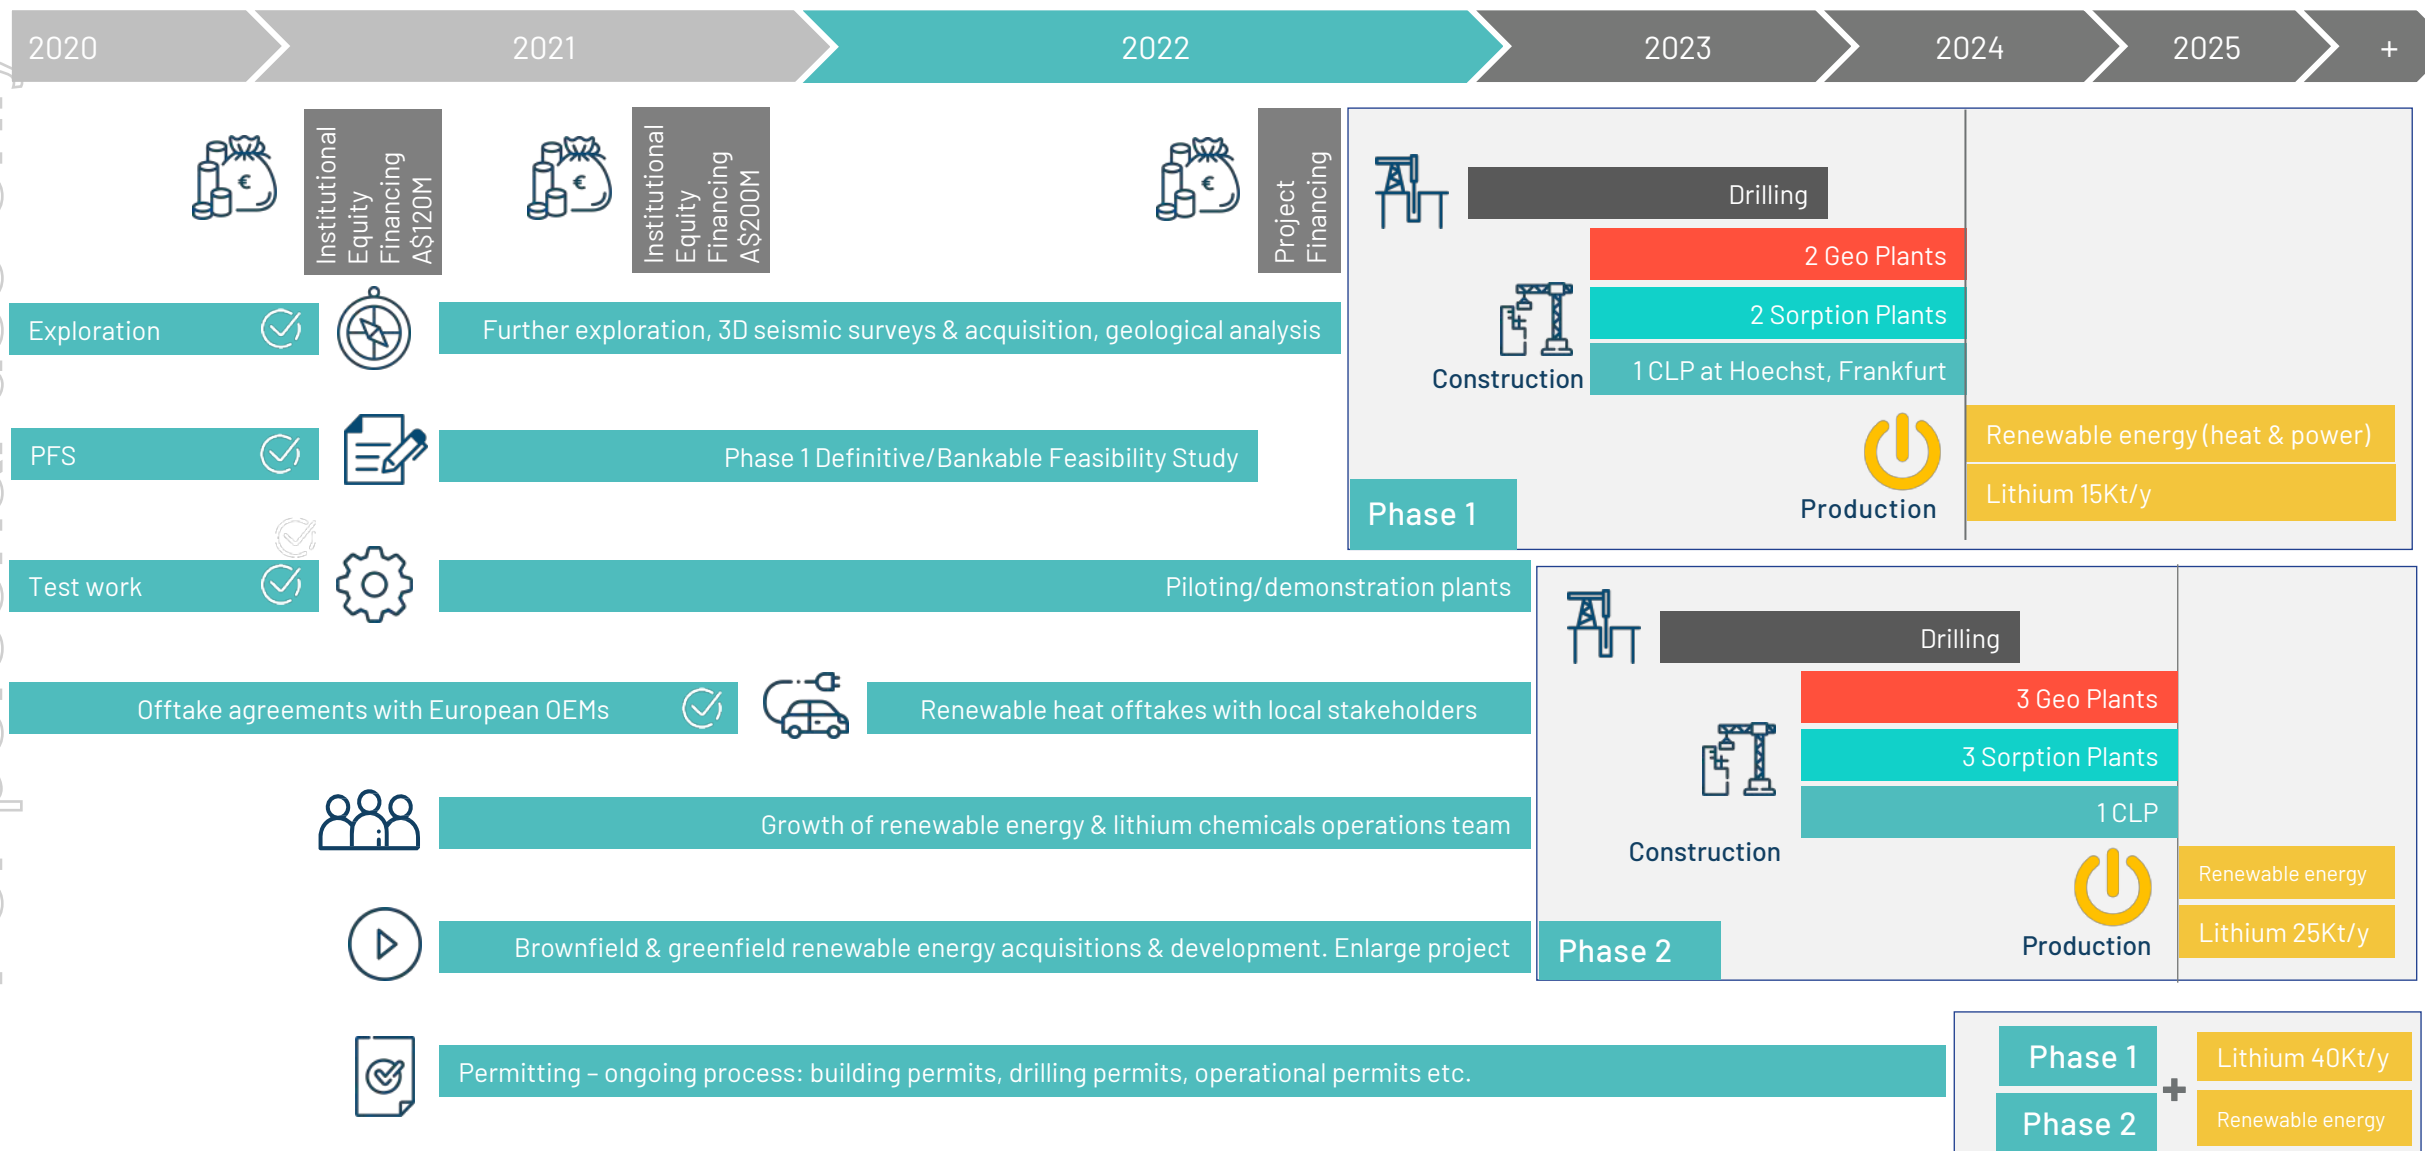 2020
2021
2022
2023
2024
2025
+
Institutional
Equity
Financing
A$120M
Institutional
Equity
Financing
A$200M
Project
Financing
Exploration
Further exploration, 3D seismic surveys & acquisition, geological analysis
PFS
Phase 1 Definitive/Bankable Feasibility Study
Test work
Piloting/demonstration plants
Offtake agreements with European OEMs
Renewable heat offtakes with local stakeholders
Growth of renewable energy & lithium chemicals operations team
Brownfield & greenfield renewable energy acquisitions & development. Enlarge project
Permitting – ongoing process: building permits, drilling permits, operational permits etc.
Drilling
2 Geo Plants
2 Sorption Plants
1 CLP at Hoechst, Frankfurt
Construction
Renewable energy (heat & power)
Lithium 15Kt/y
Production
Phase 1
Drilling
3 Geo Plants
3 Sorption Plants
1 CLP
Construction
Renewable energy
Lithium 25Kt/y
Production
Phase 2
Phase 1
Phase 2
+
Lithium 40Kt/y
Renewable energy